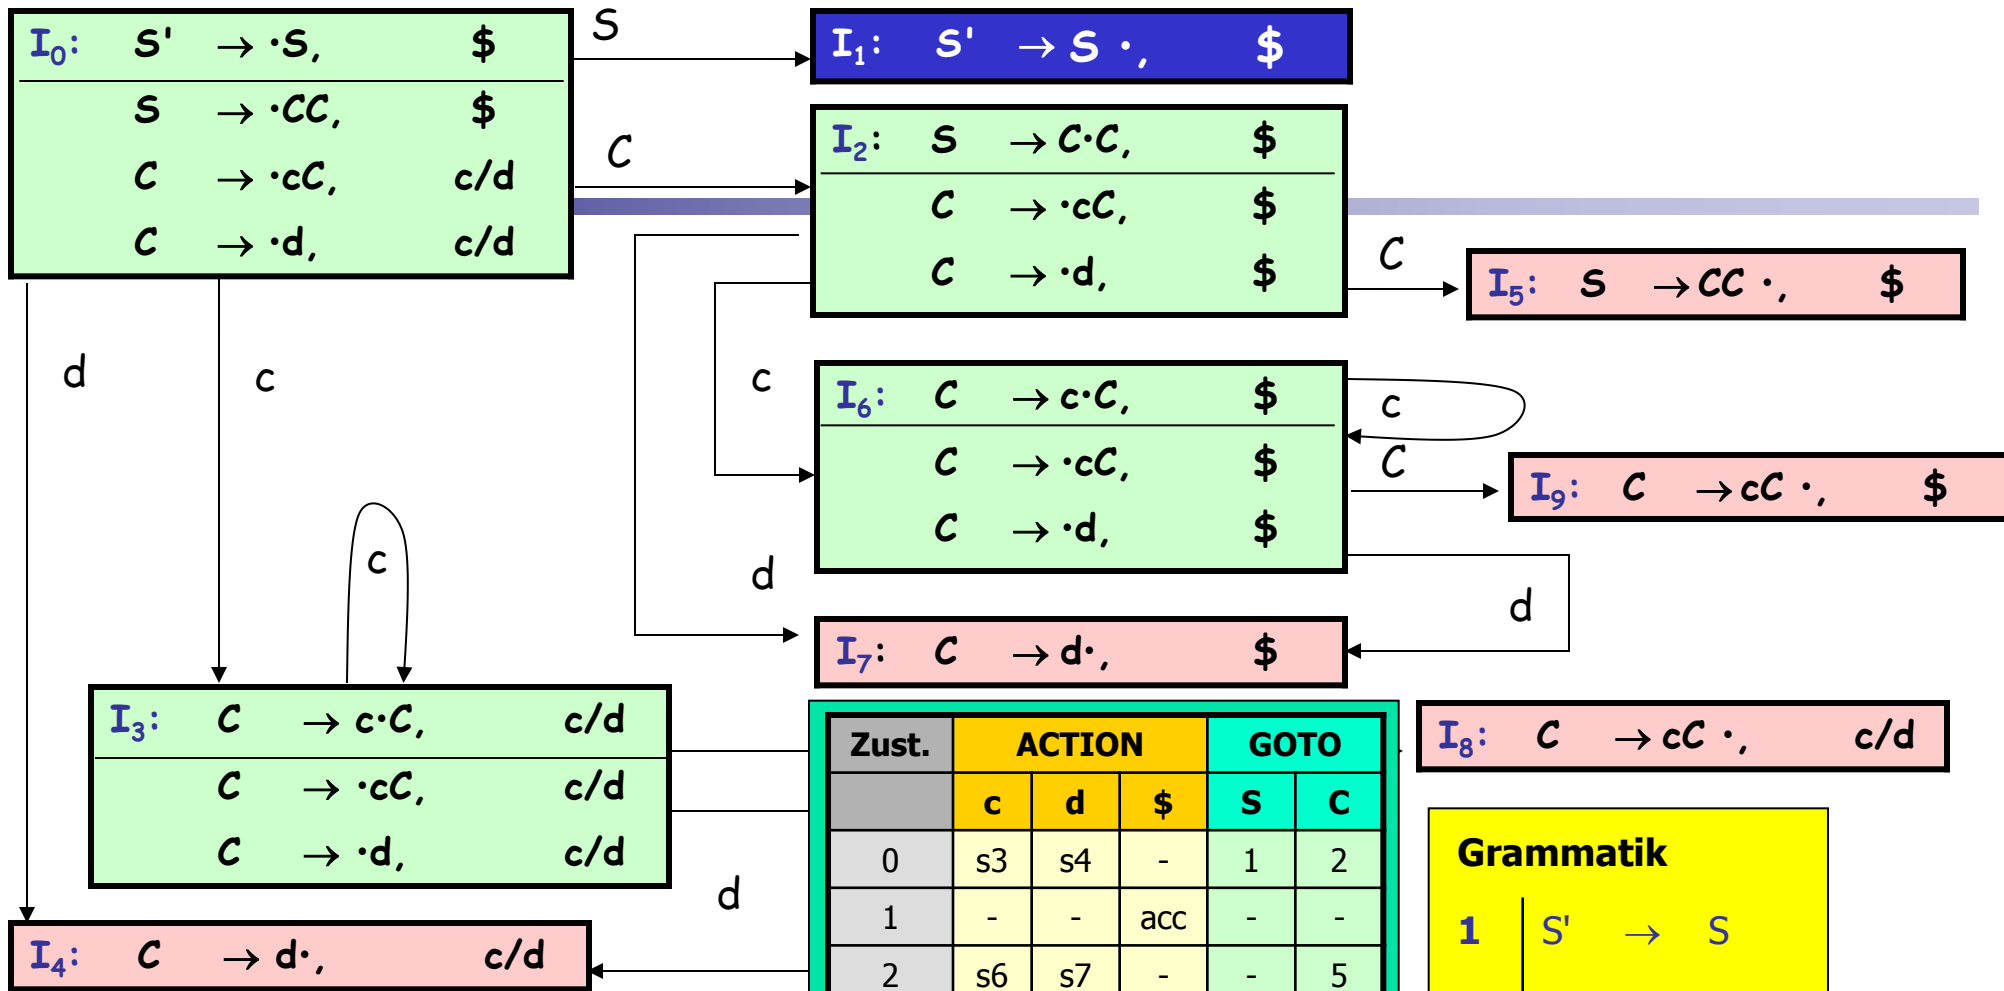 I0: S' → ·S, $
S → ·CC, $
C → ·cC, c/d
C → ·d, c/d
S
C
I1: S' → S ·, $
I2: S → C·C, $
C → ·cC, $
C → ·d, $
C
I5: S → CC ·, $
d
c
c
I6: C → c·C, $
C → ·cC, $
C → ·d, $
c
C
I9: C → cC ·, $
c
d
d
I7: C → d·, $
I3: C → c·C, c/d
C → ·cC, c/d
C → ·d, c/d
d
I4: C → d·, c/d
I8: C → cC ·, c/d
Zust. ACTION GOTO
c d $ S C
0 s3 s4 - 1 2
1 - - acc - -
2 s6 s7 - - 5
Grammatik
1 S' → S